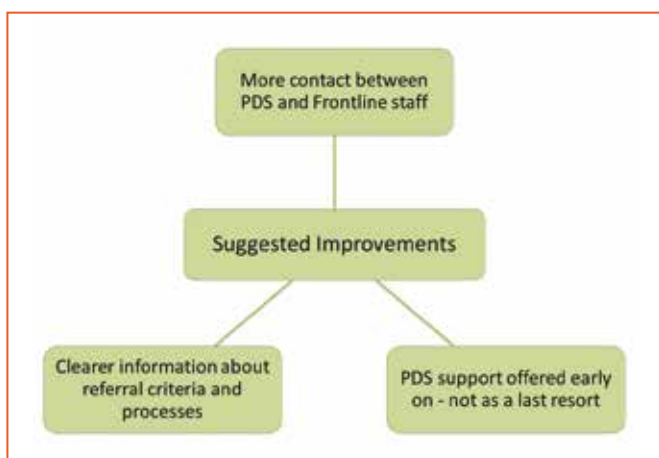 More contact between
PDS and Frontline staff
Suggested Improvements
Clearer information about
referral criteria and
processes
PDS support offered early
on - not as a last resort